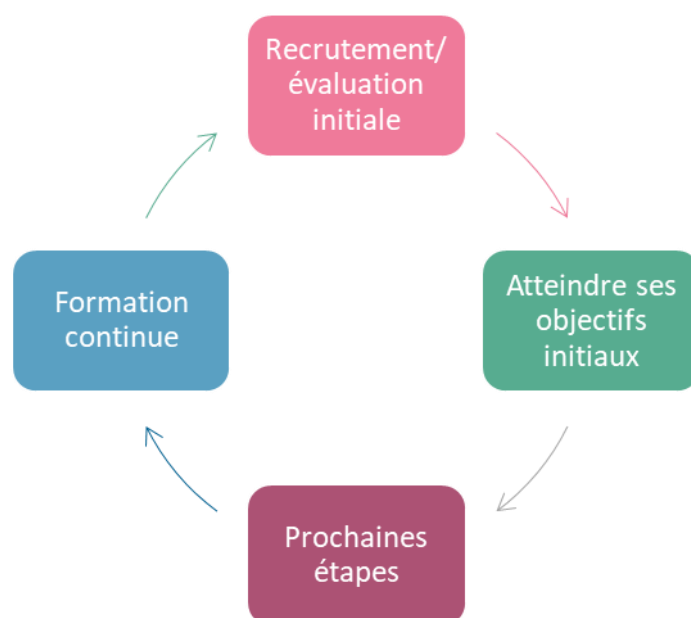 Recrutement/
évaluation
initiale
Atteindre ses
objectifs
initiaux
Prochaines
étapes
Formation
continue